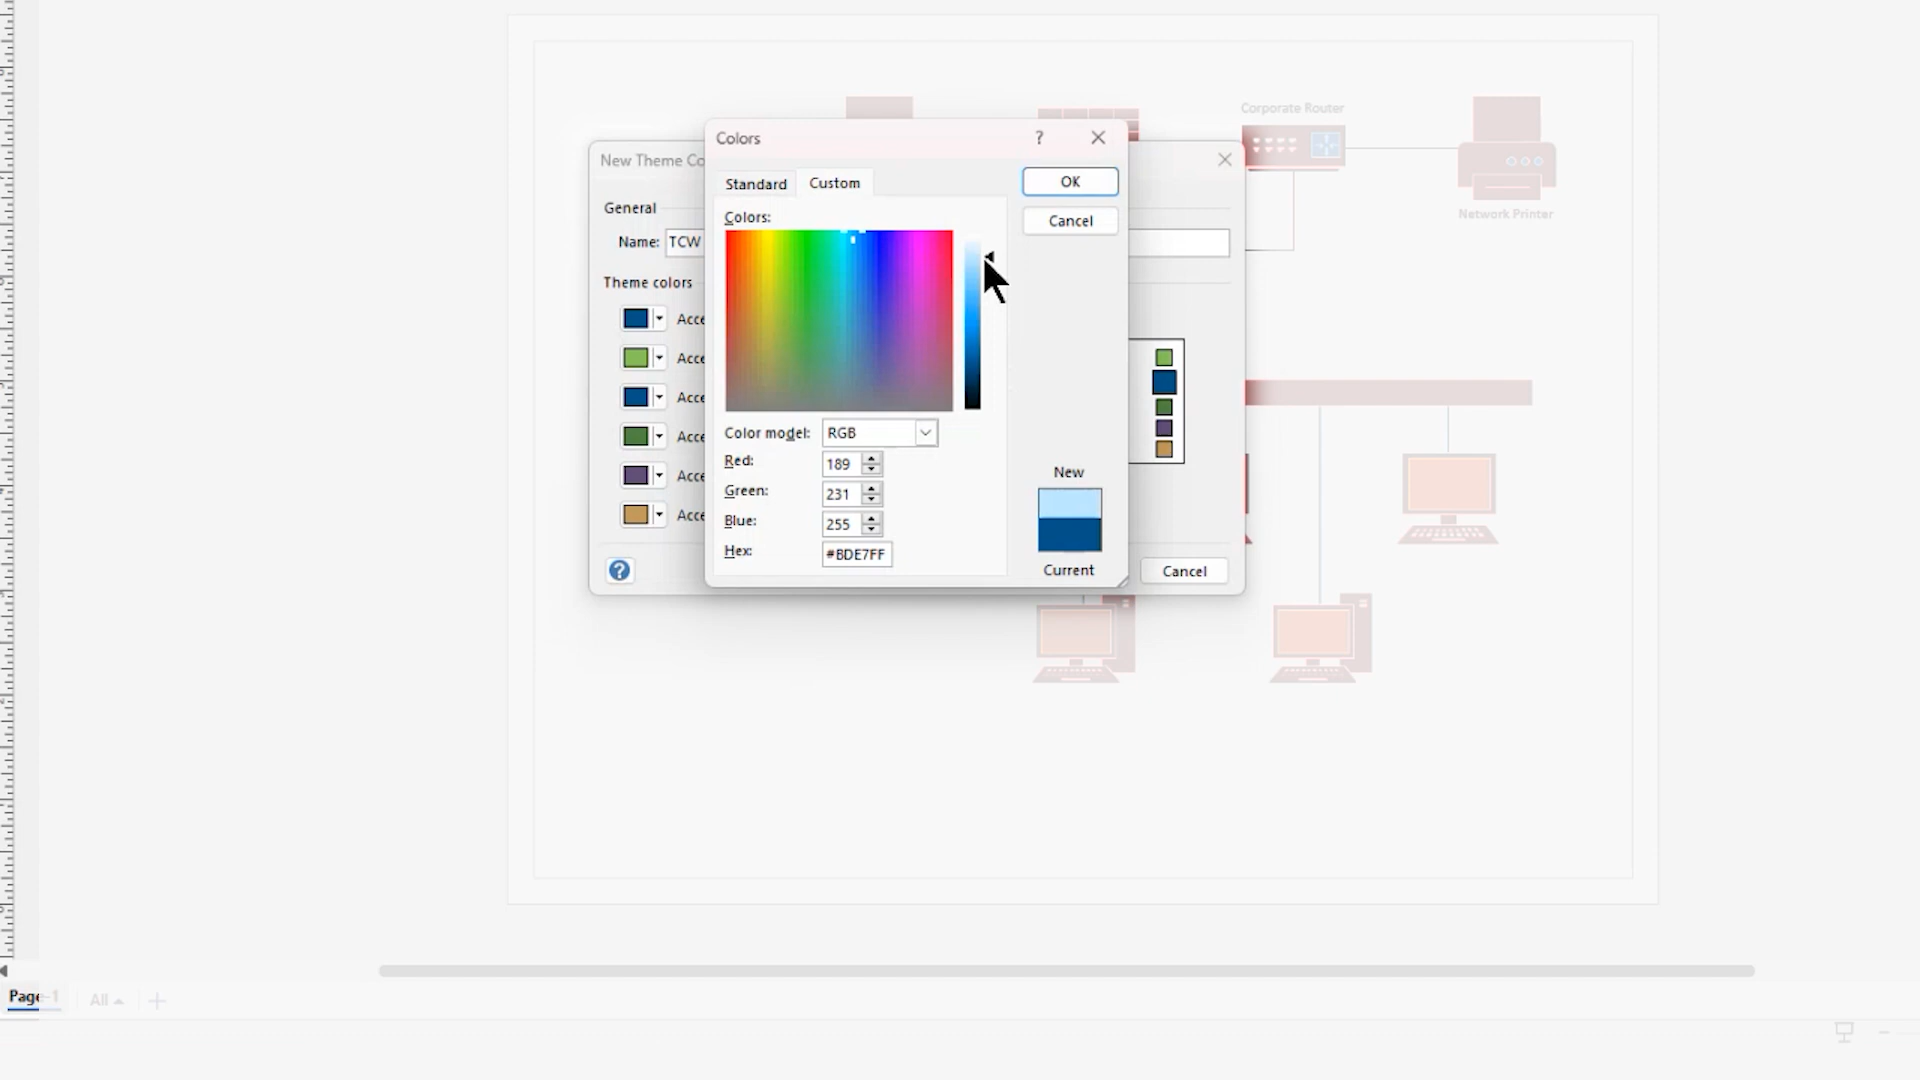 Corporate Router
Network Printer
New Theme Co
General
Name: TCW
Theme colors
Acce
Acce
Acce
Acce
Acce
Acce
Cancel
Colors
?
Standard
Custom
OK
Cancel
Colors:
Color model: RGB
Red: 189
Green: 231
Blue: 255
Hex: #BDE7FF
New
Current
?
Page-1
All